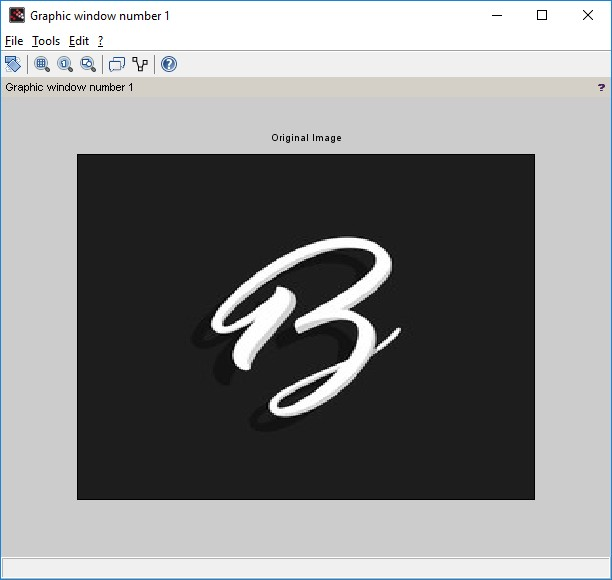 Graphic window number 1
File Tools Edit ?
Graphic window number 1 ?
Original Image
B